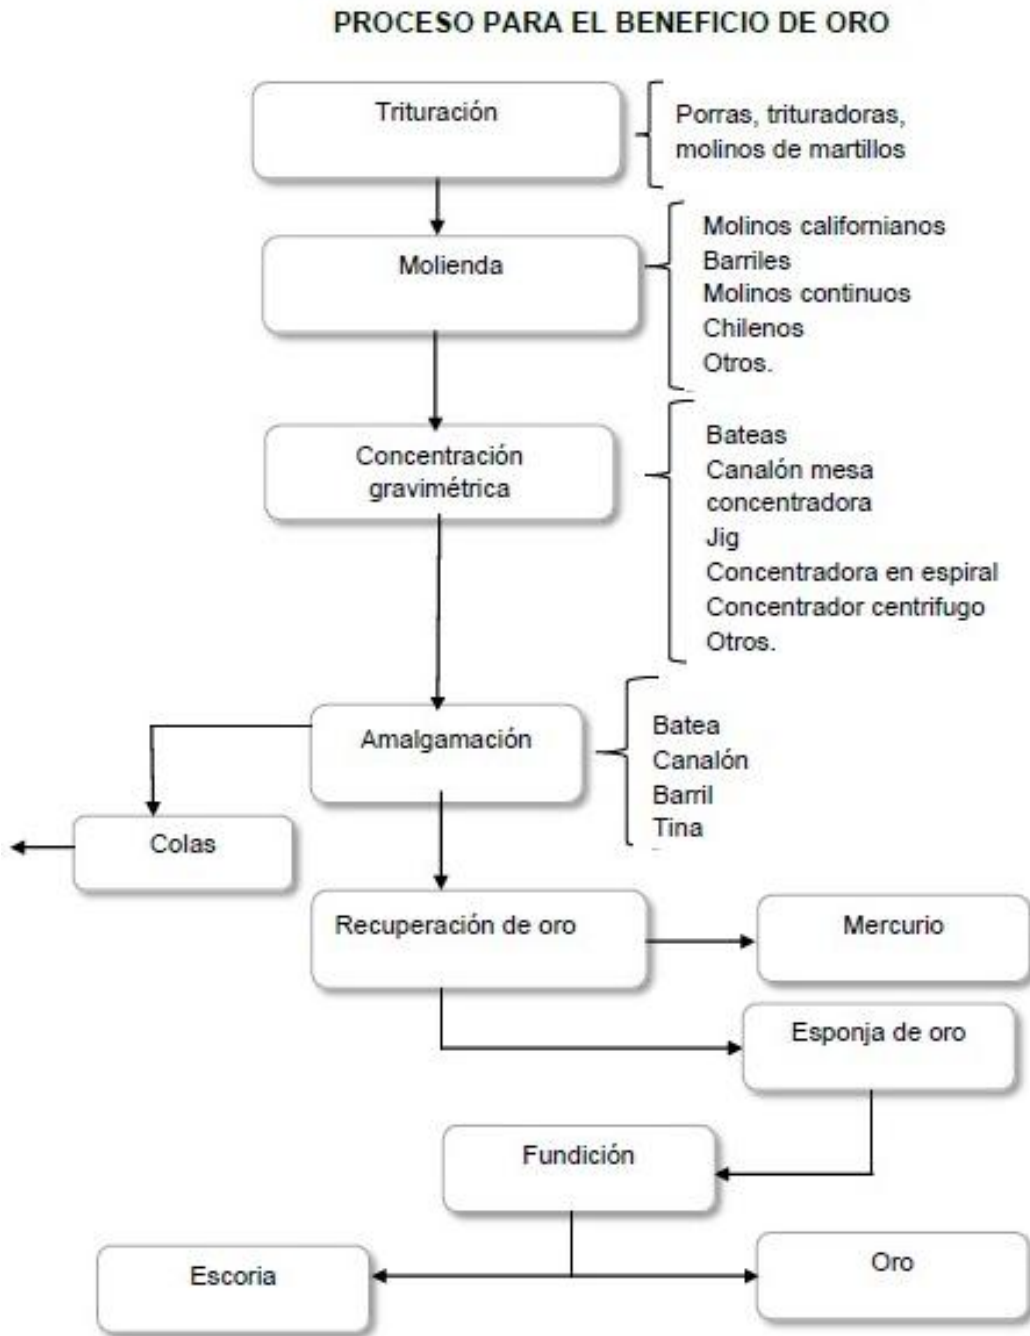 PROCESO PARA EL BENEFICIO DE ORO
Trituración
Porras, trituradoras,
molinos de martillos
Molienda
Molinos californianos
Barriles
Molinos continuos
Chilenos
Otros.
Concentración
gravimétrica
Bateas
Canalón mesa
concentradora
Jig
Concentradora en espiral
Concentrador centrifugo
Otros.
Amalgamación
Batea
Canalón
Barril
Tina
Colas
Recuperación de oro
Mercurio
Esponja de oro
Fundición
Escoria
Oro